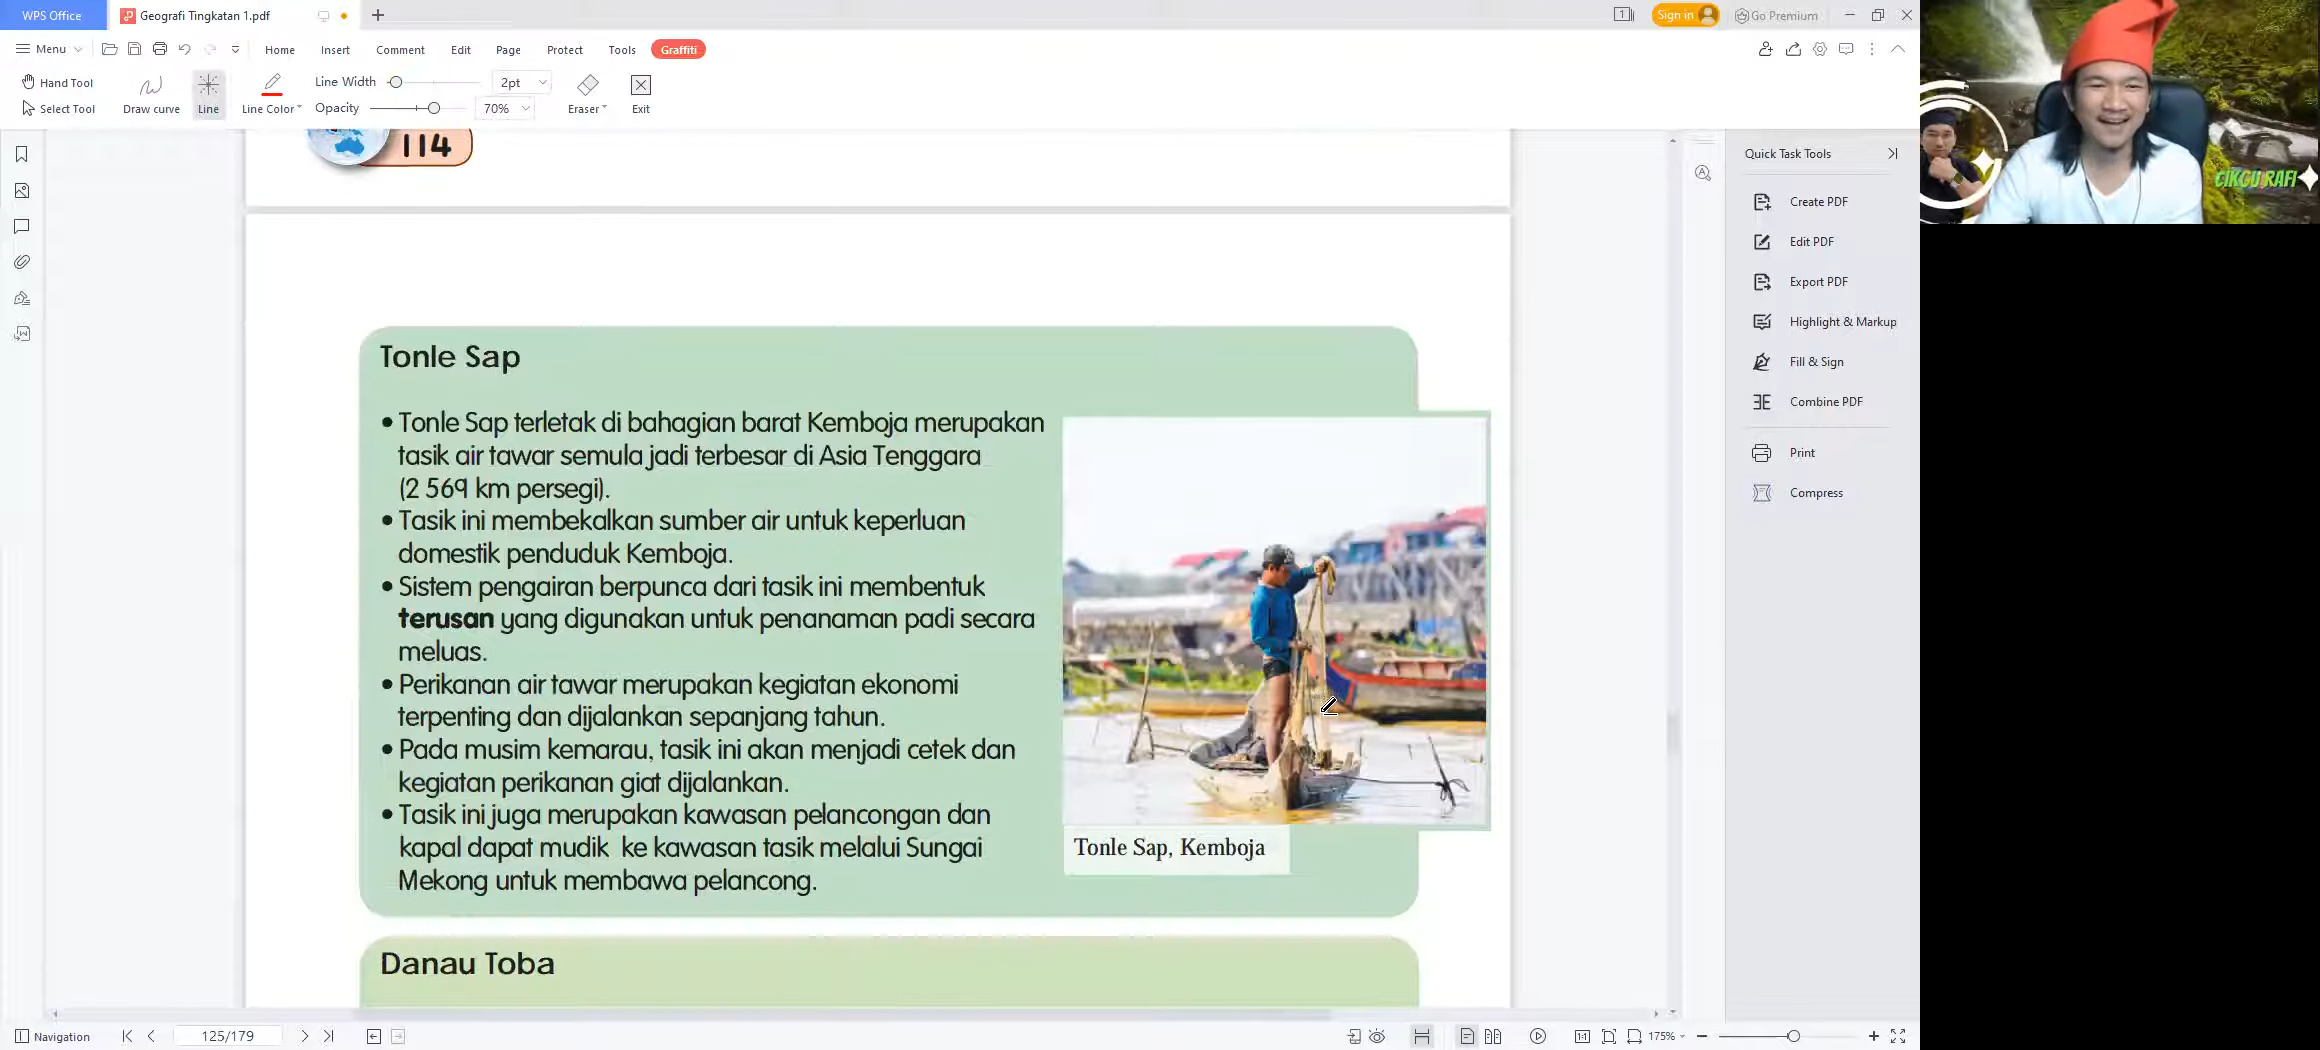 WPS Office
Geografi Tingkatan 1.pdf
1
Sign in
Go Premium
Menu
Home Insert Comment Edit Page Protect Tools Graffiti
Hand Tool
Select Tool
Draw curve
Line
Line Color
Line Width
2pt
Opacity
70%
Eraser
Exit
114
Tonle Sap
• Tonle Sap terletak di bahagian barat Kemboja merupakan
tasik air tawar semula jadi terbesar di Asia Tenggara
(2 569 km persegi).
• Tasik ini membekalkan sumber air untuk keperluan
domestik penduduk Kemboja.
• Sistem pengairan berpunca dari tasik ini membentuk
terusan yang digunakan untuk penanaman padi secara
meluas.
• Perikanan air tawar merupakan kegiatan ekonomi
terpenting dan dijalankan sepanjang tahun.
• Pada musim kemarau, tasik ini akan menjadi cetek dan
kegiatan perikanan giat dijalankan.
• Tasik ini juga merupakan kawasan pelancongan dan
kapal dapat mudik ke kawasan tasik melalui Sungai
Mekong untuk membawa pelancong.
Tonle Sap, Kemboja
Danau Toba
Quick Task Tools
Create PDF
Edit PDF
Export PDF
Highlight & Markup
Fill & Sign
Combine PDF
Print
Compress
CIKGU RAFI
Navigation
125/179
1:1
175%